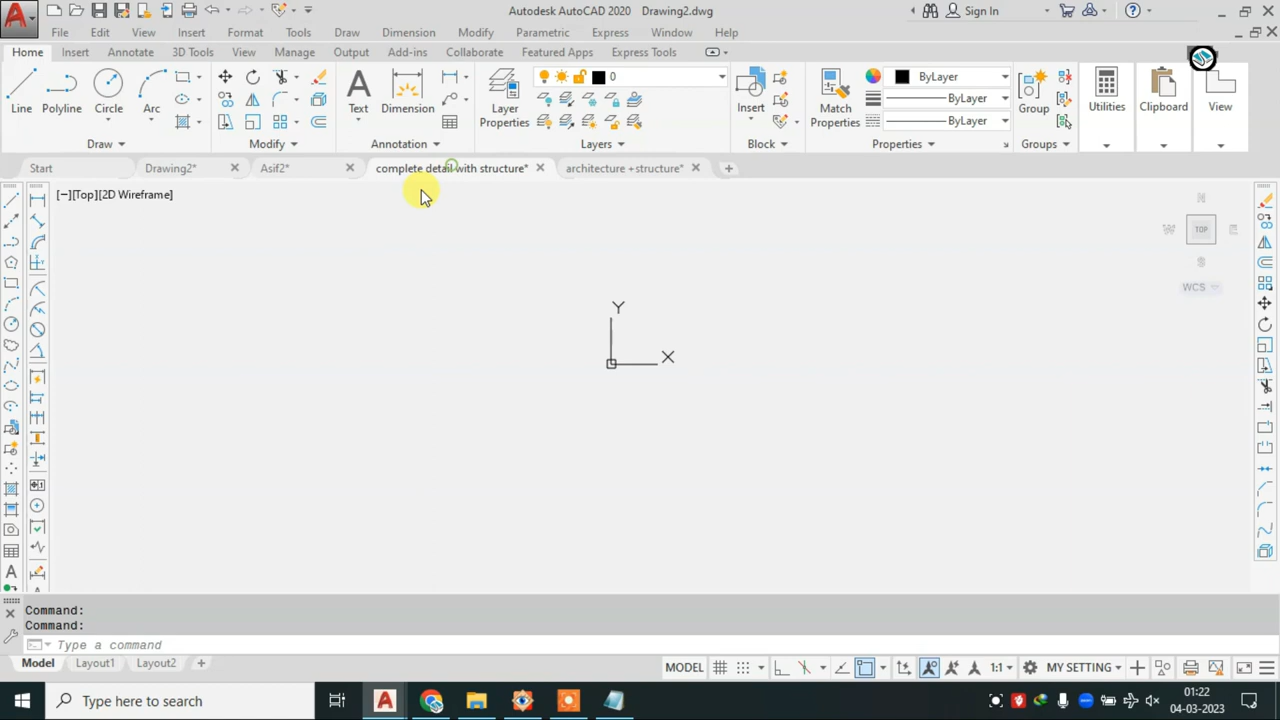 Autodesk AutoCAD 2020 Drawing2.dwg
Sign In
File Edit View Insert Format Tools Draw Dimension Modify Parametric Express Window Help
Home Insert Annotation 3D Tools View Manage Output Add-ins Collaborate Featured Apps Express Tools
Line Polyline Circle Arc
Text Dimension
Layer Properties
0
Insert
Match Properties
ByLayer
ByLayer
ByLayer
Group
Utilities
Clipboard
View
Draw Modify Annotation Layers Block Properties Groups
Start Drawing2* Asif2* complete detail with structure* architecture +structure*
[−][Top][2D Wireframe]
N
W TOP E
S
WCS
Y
X
Command:
Command:
Type a command
Model Layout1 Layout2
MODEL 1:1 MY SETTING
Type here to search
01:22
04-03-2023